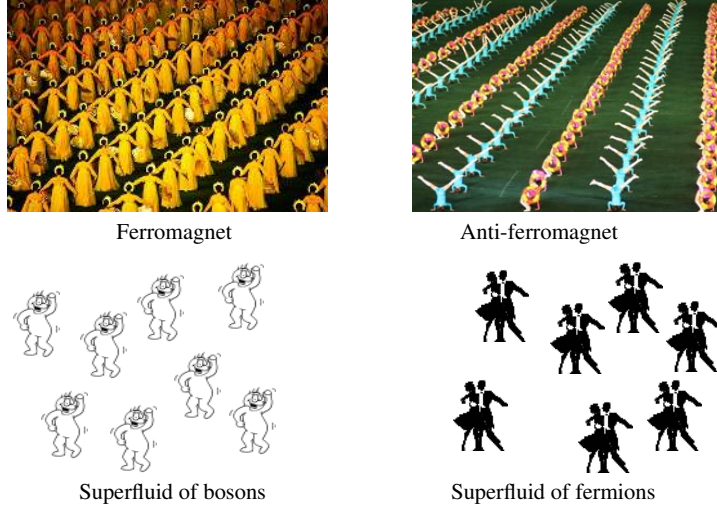 Ferromagnet
Anti-ferromagnet
Superfluid of bosons
Superfluid of fermions